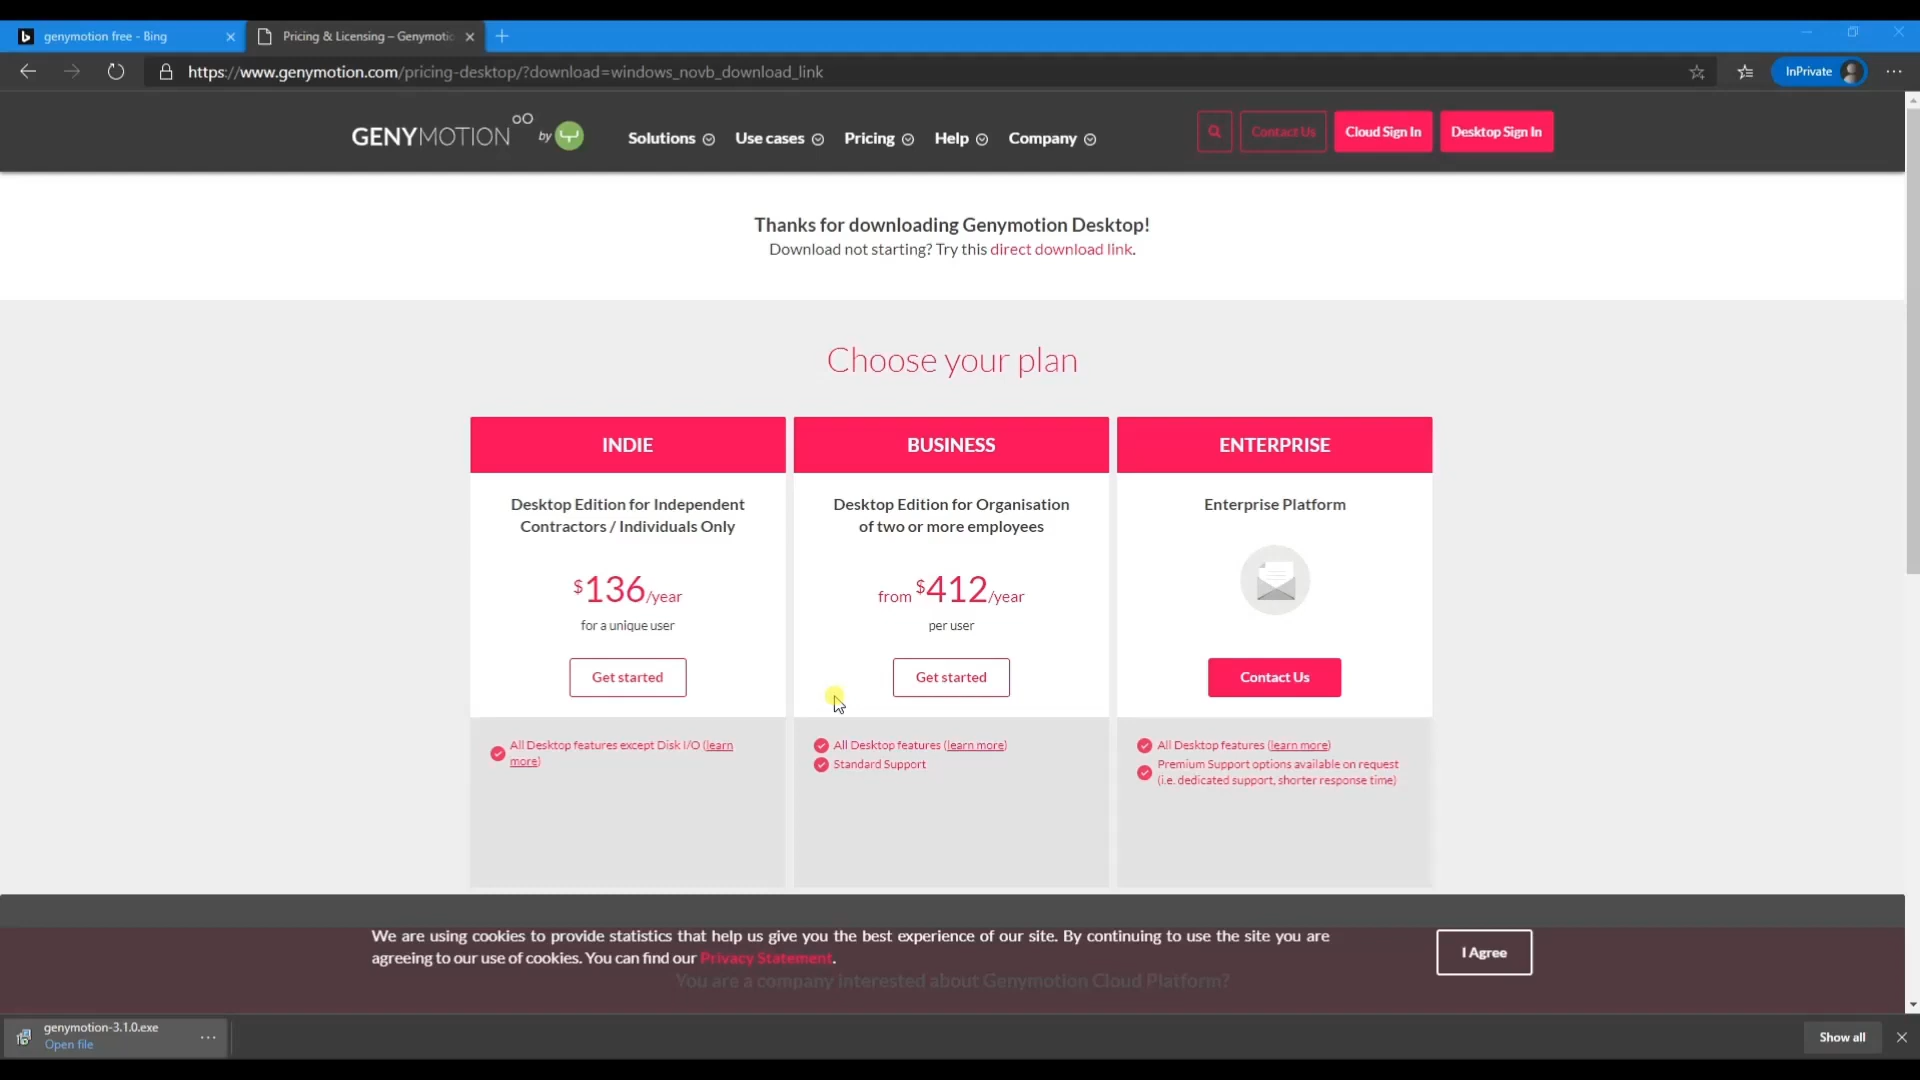 genymotion free - Bing
Pricing & Licensing – Genymoti
https://www.genymotion.com/pricing-desktop/?download=windows_novb_download_link
InPrivate
GENYMOTION by
Solutions
Use cases
Pricing
Help
Company
Contact Us
Cloud Sign In
Desktop Sign In
Thanks for downloading Genymotion Desktop!
Download not starting? Try this direct download link.
Choose your plan
INDIE
Desktop Edition for Independent
Contractors / Individuals Only
$136/year
for a unique user
Get started
All Desktop features except Disk I/O (learn
more)
BUSINESS
Desktop Edition for Organisation
of two or more employees
from $412/year
per user
Get started
All Desktop features (learn more)
Standard Support
ENTERPRISE
Enterprise Platform
Contact Us
All Desktop features (learn more)
Premium Support options available on request
(i.e. dedicated support, shorter response time)
We are using cookies to provide statistics that help us give you the best experience of our site. By continuing to use the site you are
agreeing to our use of cookies. You can find our Privacy Statement.
I Agree
You are a company interested about Genymotion Cloud Platform?
genymotion-3.1.0.exe
Open file
Show all